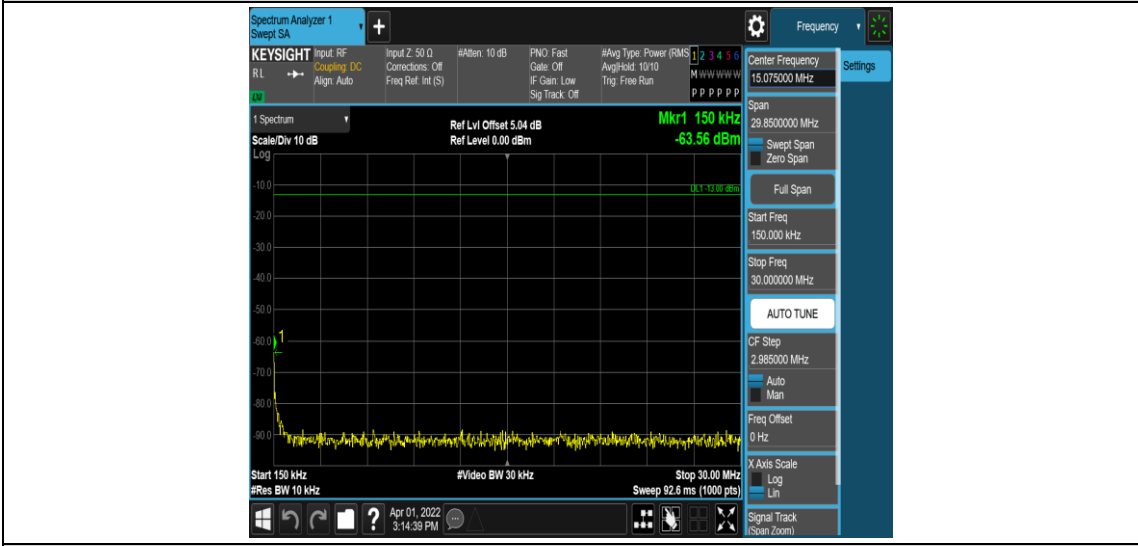 Spectrum Analyzer 1
Swept SA
+
Frequency
KEYSIGHT
RL
Input: RF
Coupling: DC
Align: Auto
Input Z: 50 Ω
Corrections: Off
Freq Ref: Int (S)
#Atten: 10 dB
PNO: Fast
Gate: Off
IF Gain: Low
Sig Track: Off
#Avg Type: Power (RMS
Avg|Hold: 10/10
Trig: Free Run
1 2 3 4 5 6
M W W W W W
P P P P P P
1 Spectrum
Scale/Div 10 dB
Log
Ref Lvl Offset 5.04 dB
Ref Level 0.00 dBm
Mkr1 150 kHz
-63.56 dBm
DL1 -13.00 dBm
-10.0
-20.0
-30.0
-40.0
-50.0
-60.0
-70.0
-80.0
-90.0
1
Start 150 kHz
#Res BW 10 kHz
#Video BW 30 kHz
Stop 30.00 MHz
Sweep 92.6 ms (1000 pts)
?
Apr 01, 2022
3:14:39 PM
Center Frequency
15.075000 MHz
Settings
Span
29.8500000 MHz
Swept Span
Zero Span
Full Span
Start Freq
150.000 kHz
Stop Freq
30.000000 MHz
AUTO TUNE
CF Step
2.985000 MHz
Auto
Man
Freq Offset
0 Hz
X Axis Scale
Log
Lin
Signal Track
(Span Zoom)